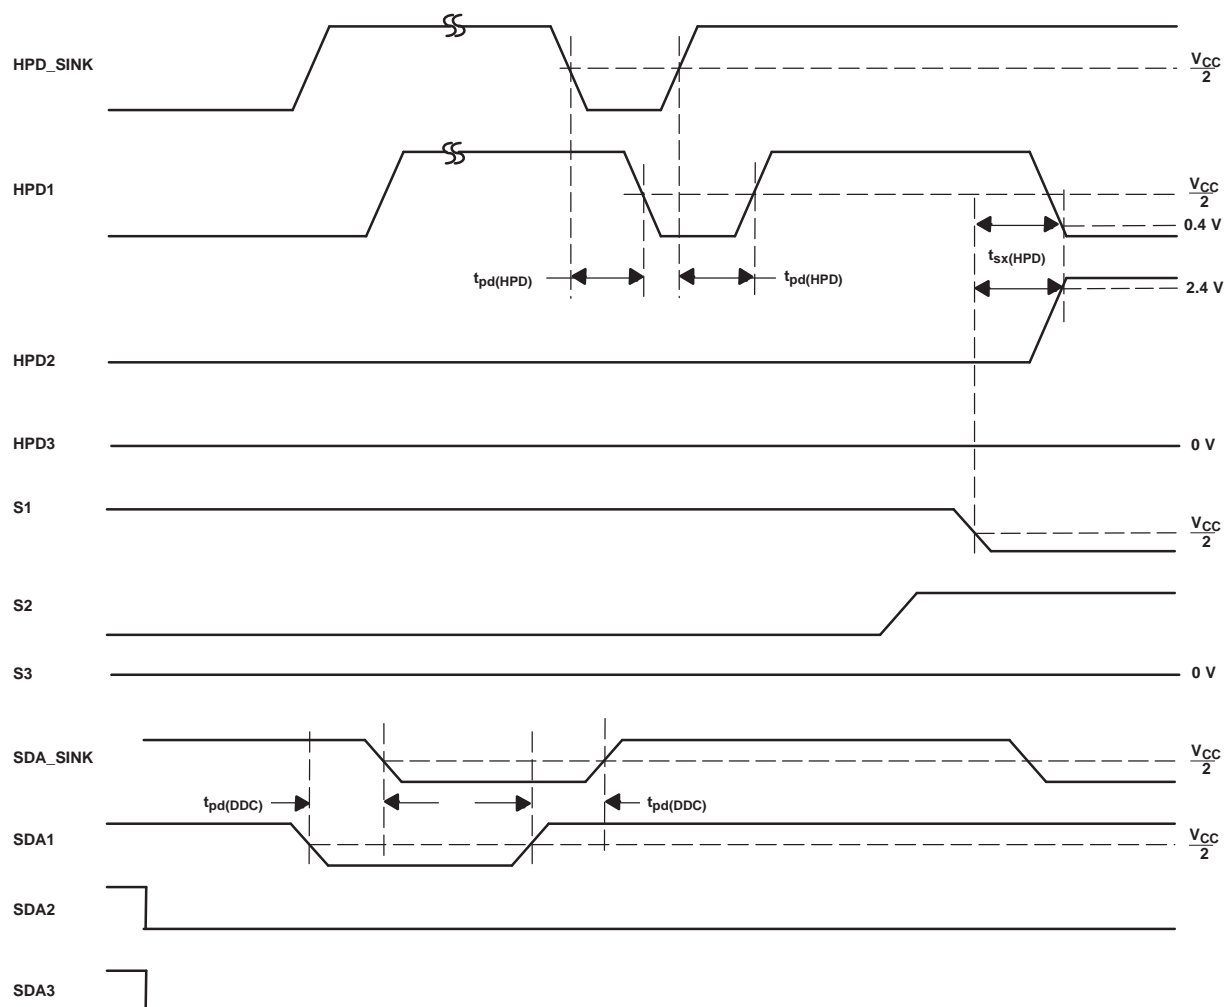 HPD_SINK
VCC
2
HPD1
VCC
2
0.4 V
tsx(HPD)
tpd(HPD)
tpd(HPD)
2.4 V
HPD2
HPD3
0 V
S1
VCC
2
S2
S3
0 V
SDA_SINK
VCC
2
tpd(DDC)
tpd(DDC)
SDA1
VCC
2
SDA2
SDA3